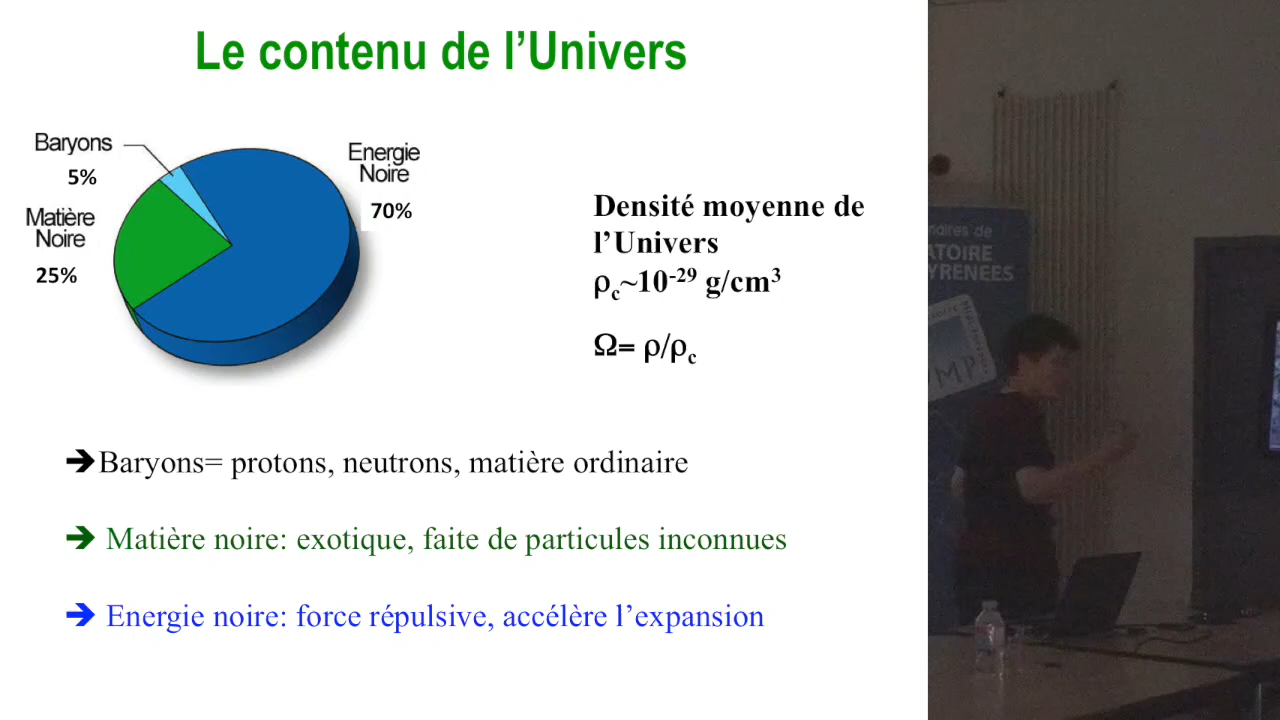 Le contenu de l’Univers
Baryons
5%
Energie
Noire
70%
Matière
Noire
25%
Densité moyenne de
l’Univers
ρc~10-29 g/cm3
Ω= ρ/ρc
➔Baryons= protons, neutrons, matière ordinaire
➔ Matière noire: exotique, faite de particules inconnues
➔ Energie noire: force répulsive, accélère l’expansion
de